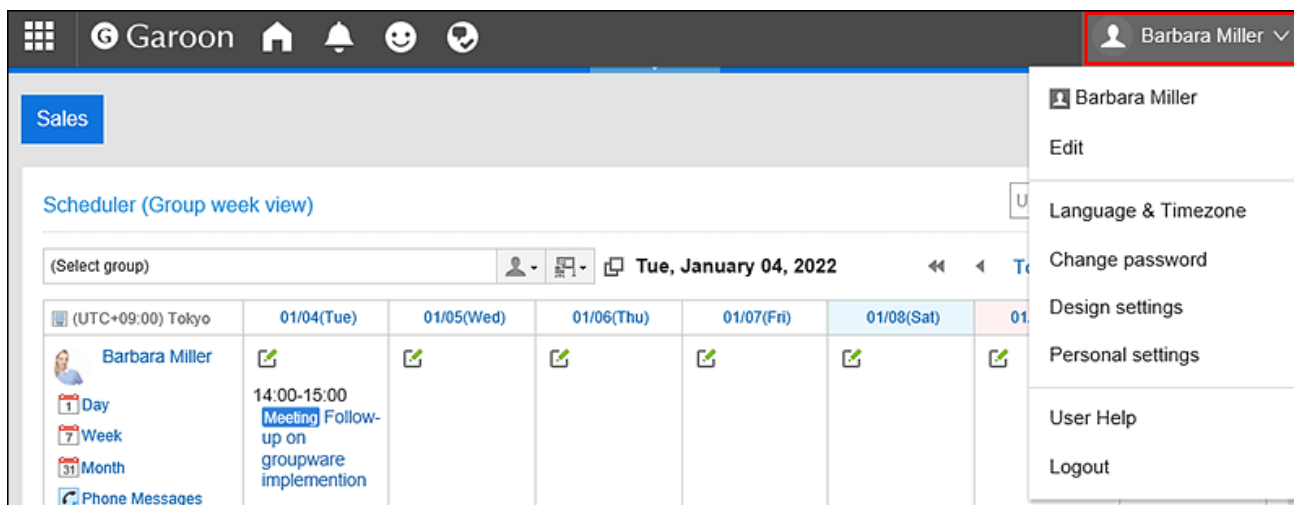 Garoon
Barbara Miller
Barbara Miller
Edit
Language & Timezone
Change password
Design settings
Personal settings
User Help
Logout
Sales
Scheduler (Group week view)
(Select group)
Tue, January 04, 2022
(UTC+09:00) Tokyo
01/04(Tue)
01/05(Wed)
01/06(Thu)
01/07(Fri)
01/08(Sat)
Barbara Miller
Day
Week
Month
Phone Messages
14:00-15:00
Meeting Follow-
up on
groupware
implemention